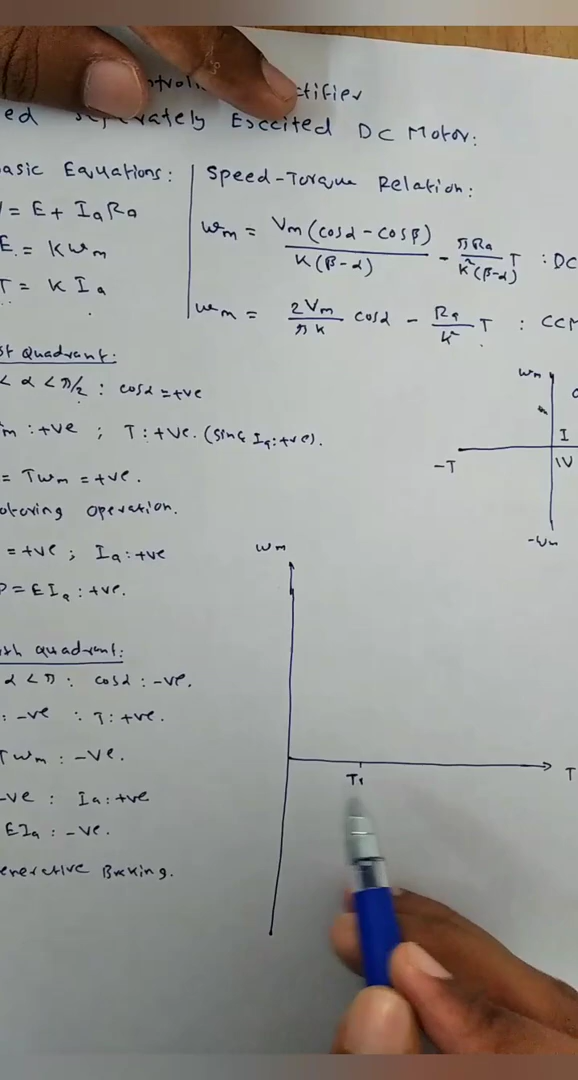 ed Separately Excited DC Motor:
asic Equations:
= E + IaRa
E = Kωm
T = K Ia
Speed-Torque Relation:
ωm = Vm(cosα - cosβ) / K(β-α) - πRa / K²(β-α) T : DC
ωm = 2Vm / πK cosα - Ra / K² T : CCM
st Quadrant:
< α < π/2 : cosα = +ve
m : +ve ; T : +ve. (Since Ia : +ve).
= Tωm = +ve.
otoring operation.
= +ve ; Ia : +ve
P = EIa : +ve.
th quadrant:
α < π : cosα : -ve.
: -ve : T : +ve.
Tωm : -ve.
-ve : Ia : +ve
EIa : -ve.
enerative
ωm
I
-T
IV
-ωm
ωm
T
T1